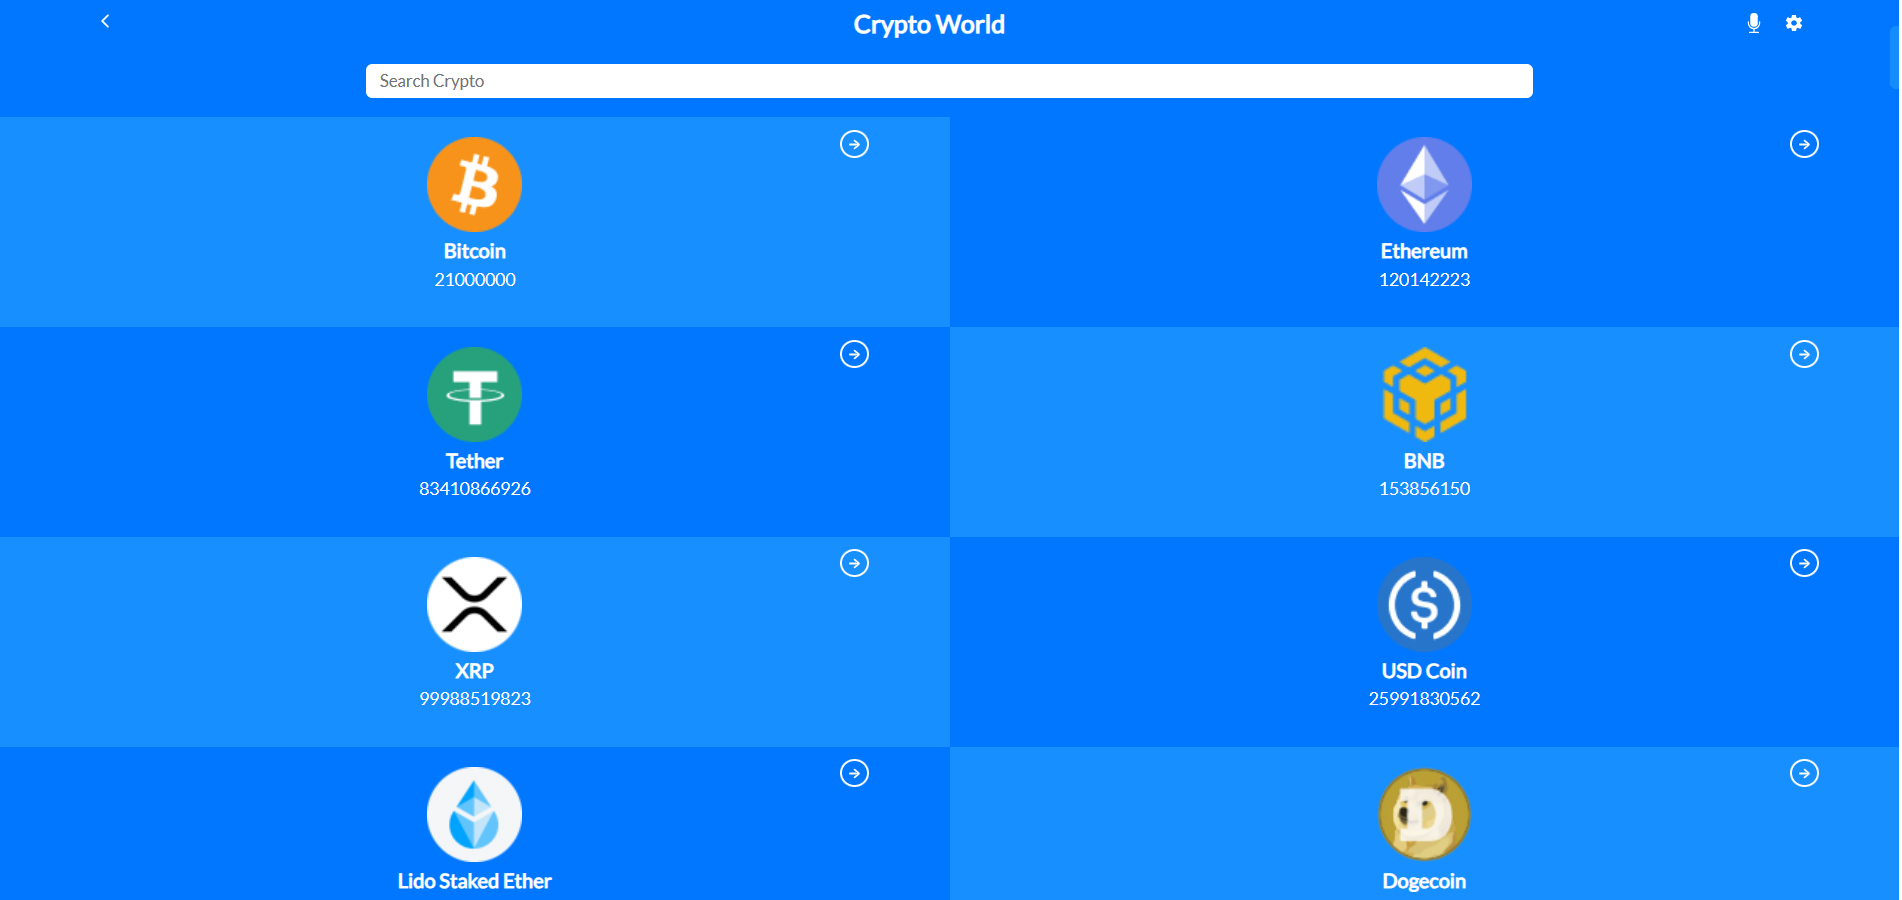 Crypto World
Search Crypto
Bitcoin
21000000
Ethereum
120142223
Tether
83410866926
BNB
153856150
XRP
99988519823
USD Coin
25991830562
Lido Staked Ether
Dogecoin